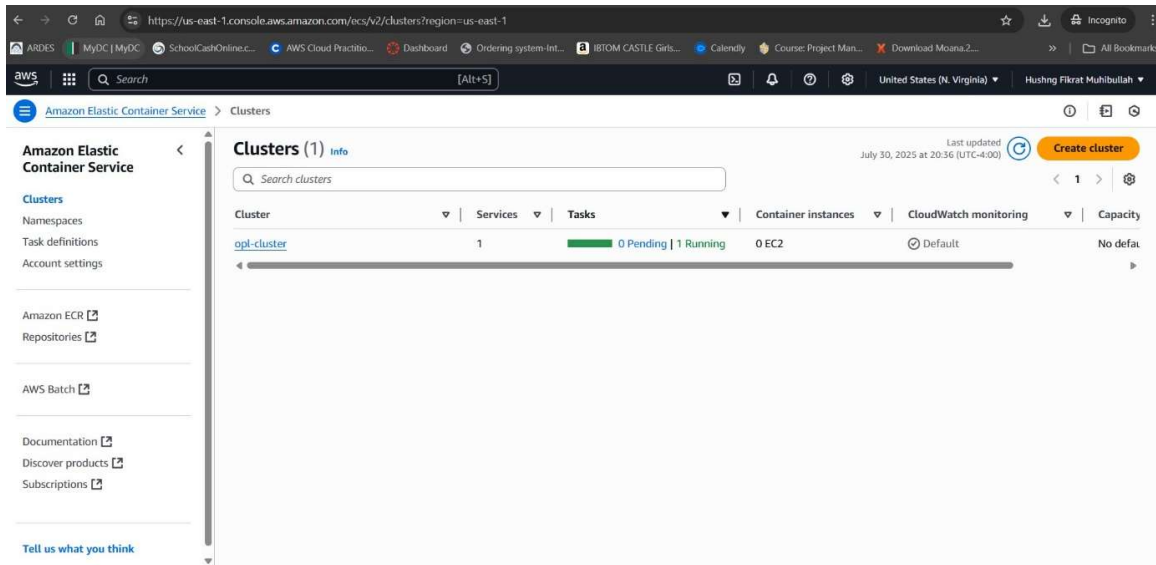 https://us-east-1.console.aws.amazon.com/ecs/v2/clusters?region=us-east-1
Incognito
ARDES
MyDC | MyDC
SchoolCashOnline.c...
AWS Cloud Practitio...
Dashboard
Ordering system-Int...
IBTOM CASTLE Girls...
Calendly
Course: Project Man...
Download Moana.2....
»
All Bookmark
aws
Search
[Alt+S]
United States (N. Virginia)
Hushng Fikrat Muhibullah
Amazon Elastic Container Service > Clusters
Amazon Elastic
Container Service
Clusters
Namespaces
Task definitions
Account settings
Amazon ECR
Repositories
AWS Batch
Documentation
Discover products
Subscriptions
Tell us what you think
Clusters (1) Info
Last updated
July 30, 2025 at 20:36 (UTC-4:00)
Create cluster
Search clusters
< 1 >
Cluster | Services | Tasks | Container instances | CloudWatch monitoring | Capacity
opl-cluster 1 0 Pending | 1 Running 0 EC2 Default No defau